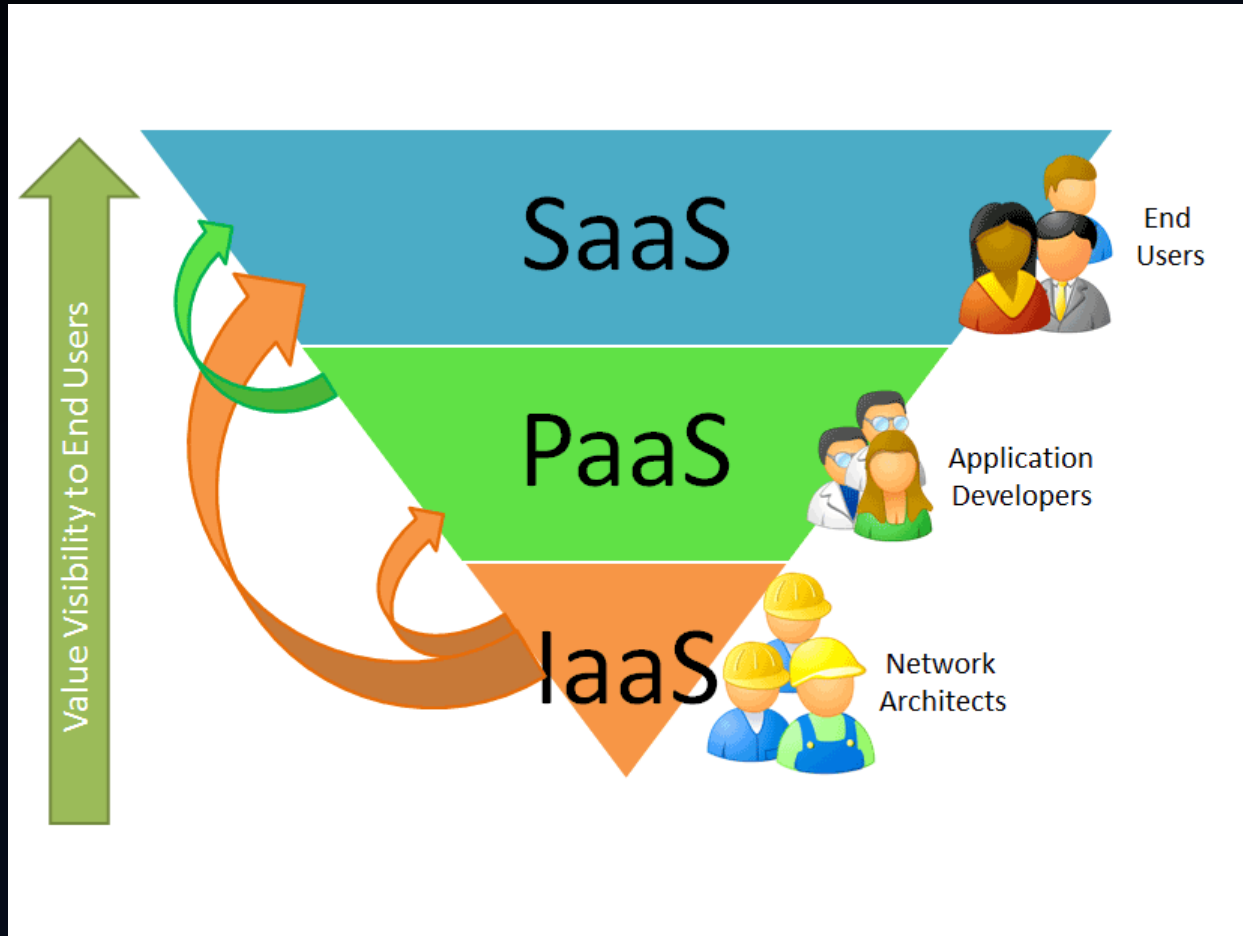 Value Visibility to End Users
SaaS
End
Users
PaaS
Application
Developers
IaaS
Network
Architects